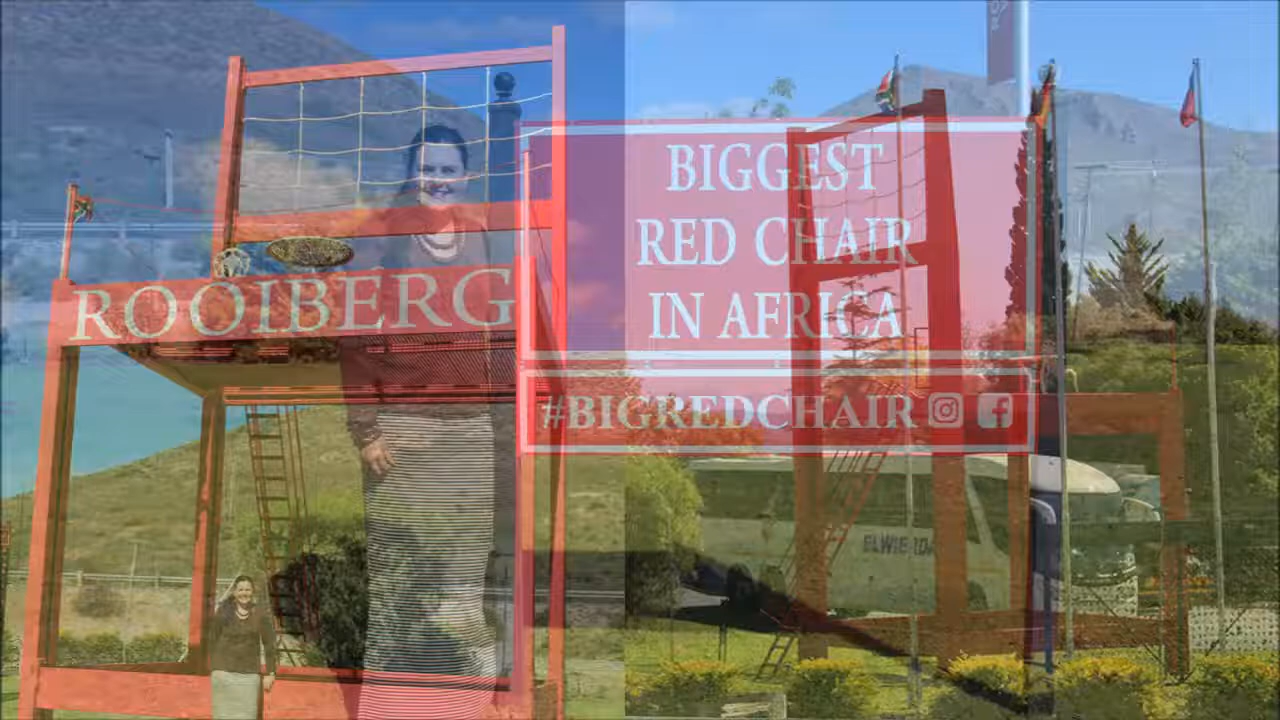 ROOIBERG
BIGGEST
RED CHAIR
IN AFRICA
#BIGREDCHAIR